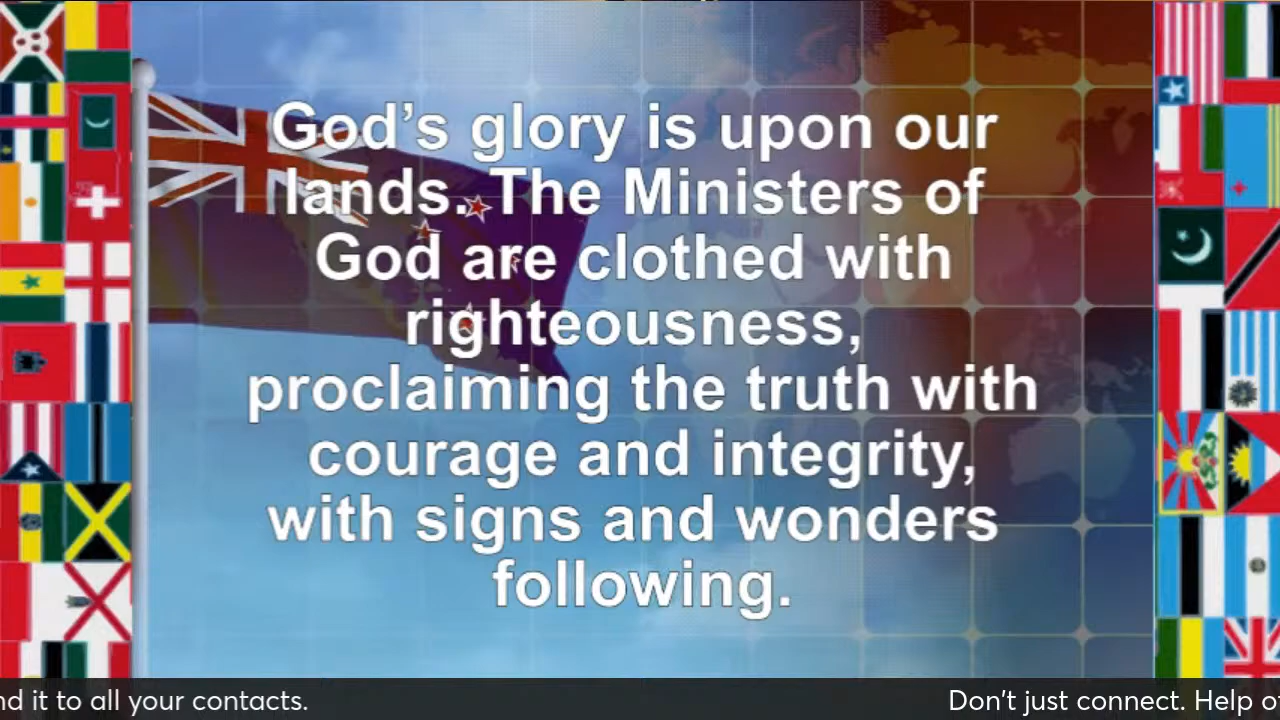 God’s glory is upon our
lands. The Ministers of
God are clothed with
righteousness,
proclaiming the truth with
courage and integrity,
with signs and wonders
following.
it to all your contacts.
Don't just connect. Help